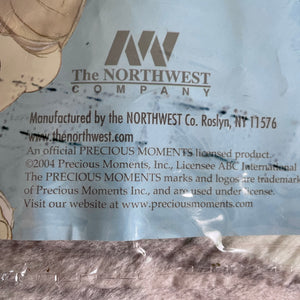 The NORTHWEST
COMPANY
Manufactured by the NORTHWEST Co. Roslyn, NY 11576
www.thenorthwest.com
An official PRECIOUS MOMENTS licensed product.
©2004 Precious Moments, Inc., Licensee ABC International
The PRECIOUS MOMENTS marks and logos are trademark
of Precious Moments Inc., and are used under license.
Visit our website at www.preciousmoments.com